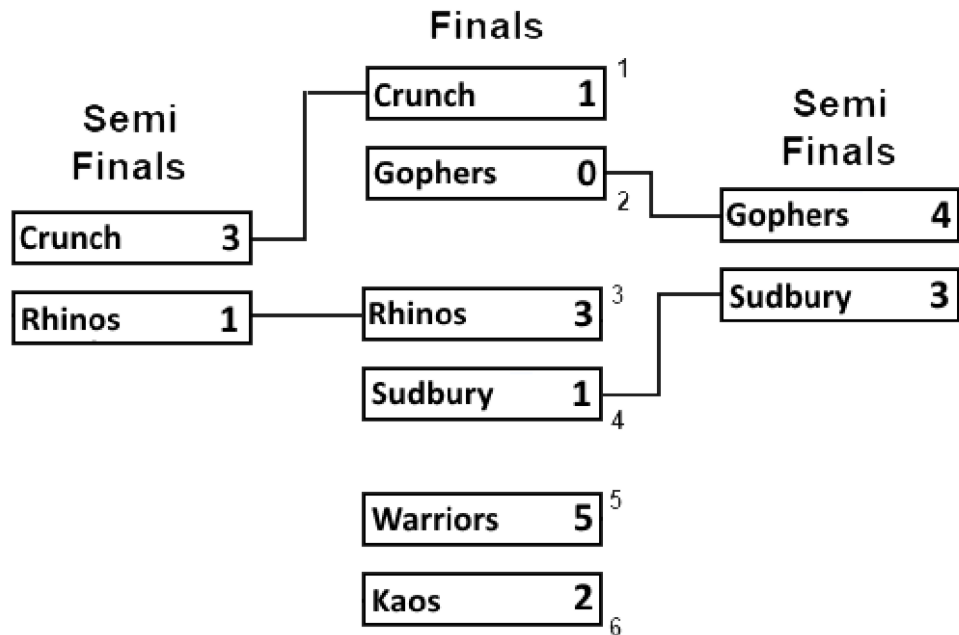 Finals
Crunch 1
1
Gophers 0
2
Semi
Finals
Crunch 3
Rhinos 1
Rhinos 3
3
Sudbury 1
4
Semi
Finals
Gophers 4
Sudbury 3
Warriors 5
5
Kaos 2
6